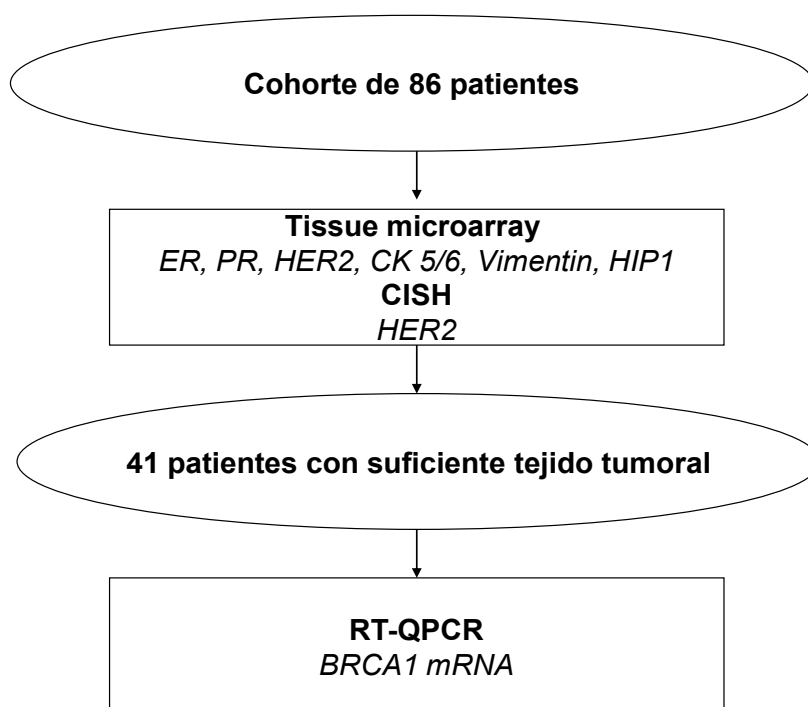 Cohorte de 86 patientes
Tissue microarray
ER, PR, HER2, CK 5/6, Vimentin, HIP1
CISH
HER2
41 patientes con suficiente tejido tumoral
RT-QPCR
BRCA1 mRNA